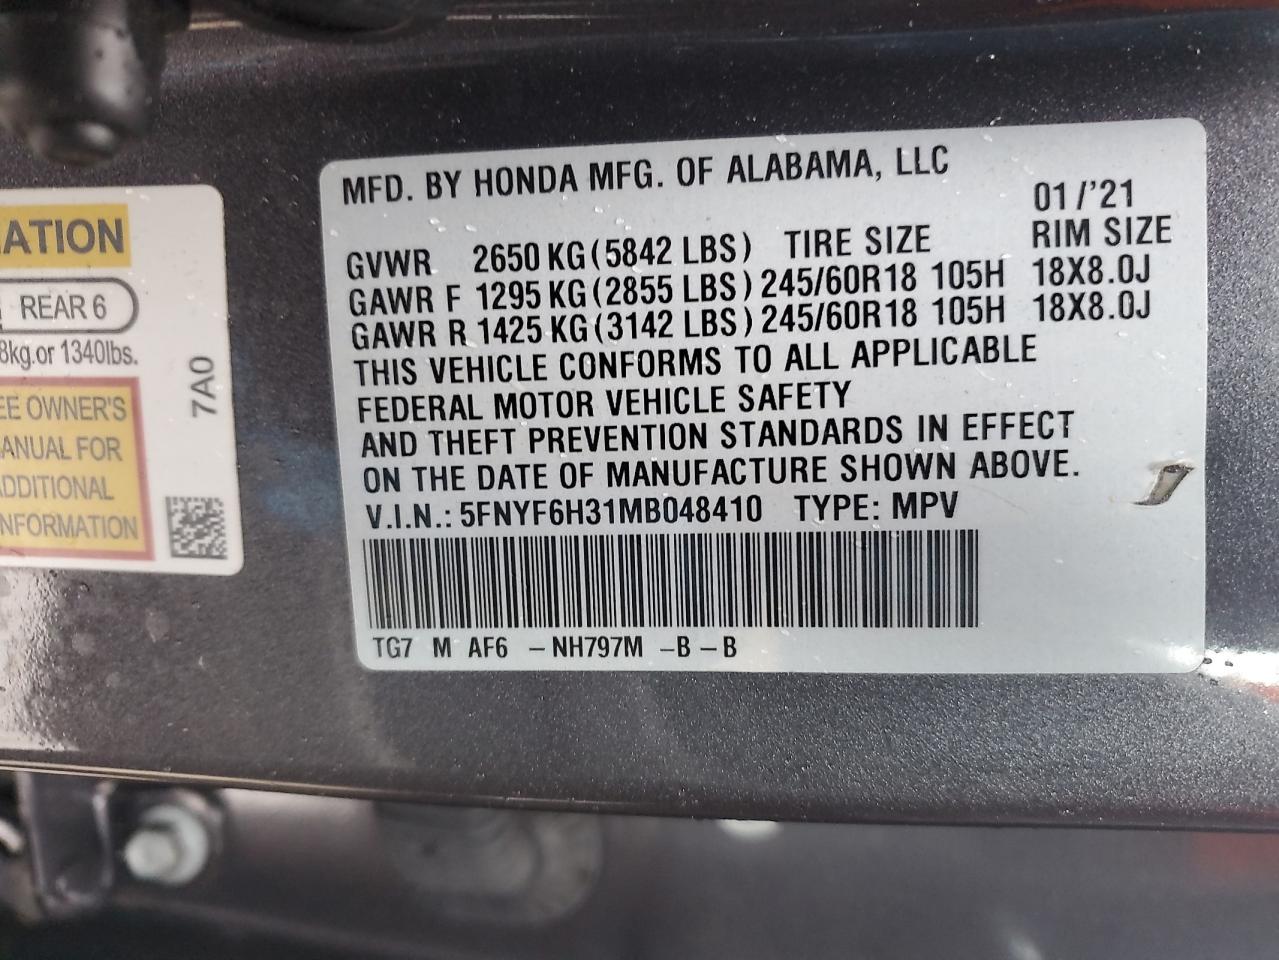 ATION
REAR 6
8kg.or 1340lbs.
EE OWNER'S
ANUAL FOR
ADDITIONAL
INFORMATION
7A0
MFD. BY HONDA MFG. OF ALABAMA, LLC
01/'21
GVWR 2650 KG (5842 LBS) TIRE SIZE RIM SIZE
GAWR F 1295 KG (2855 LBS) 245/60R18 105H 18X8.0J
GAWR R 1425 KG (3142 LBS) 245/60R18 105H 18X8.0J
THIS VEHICLE CONFORMS TO ALL APPLICABLE
FEDERAL MOTOR VEHICLE SAFETY
AND THEFT PREVENTION STANDARDS IN EFFECT
ON THE DATE OF MANUFACTURE SHOWN ABOVE.
V.I.N.: 5FNYF6H31MB048410 TYPE: MPV
TG7 M AF6 –NH797M –B –B